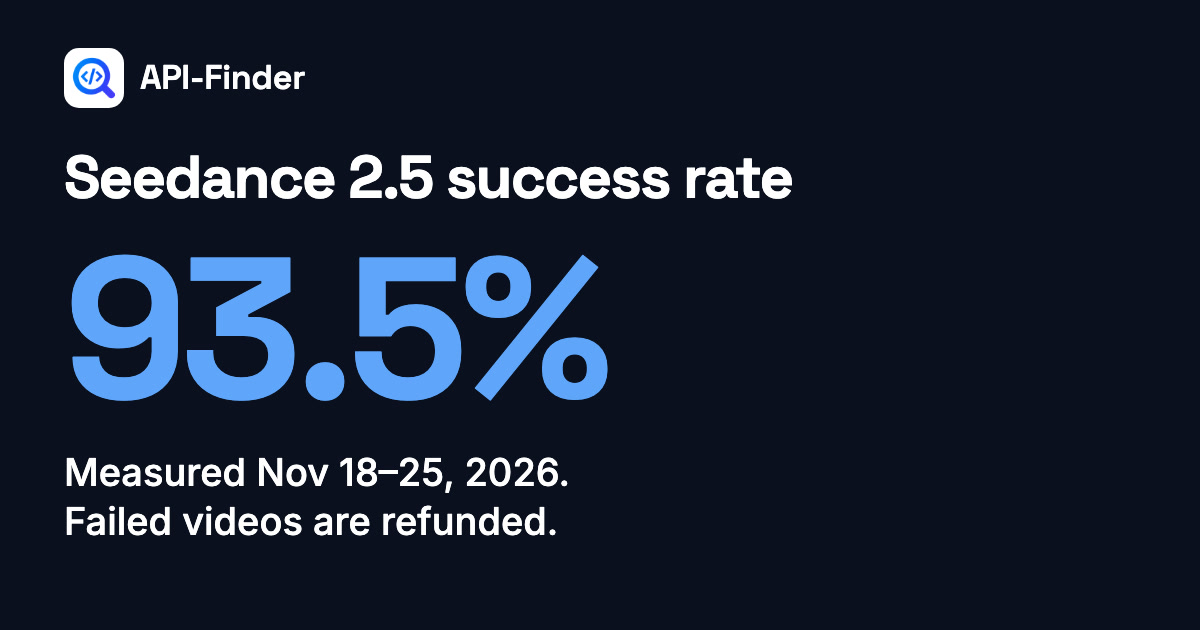 API-Finder
Seedance 2.5 success rate
93.5%
Measured Nov 18–25, 2026.
Failed videos are refunded.